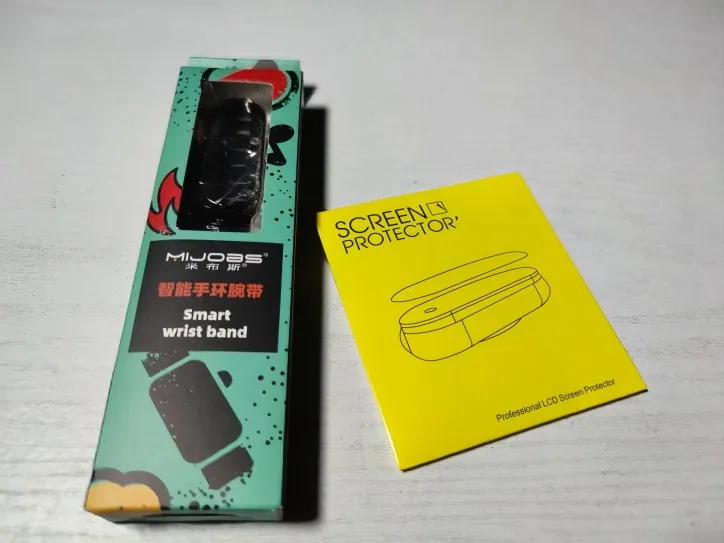 MIJOBS®
米布斯®
智能手环腕带
Smart
wrist band
SCREEN
PROTECTOR'
Professional LCD Screen Protector